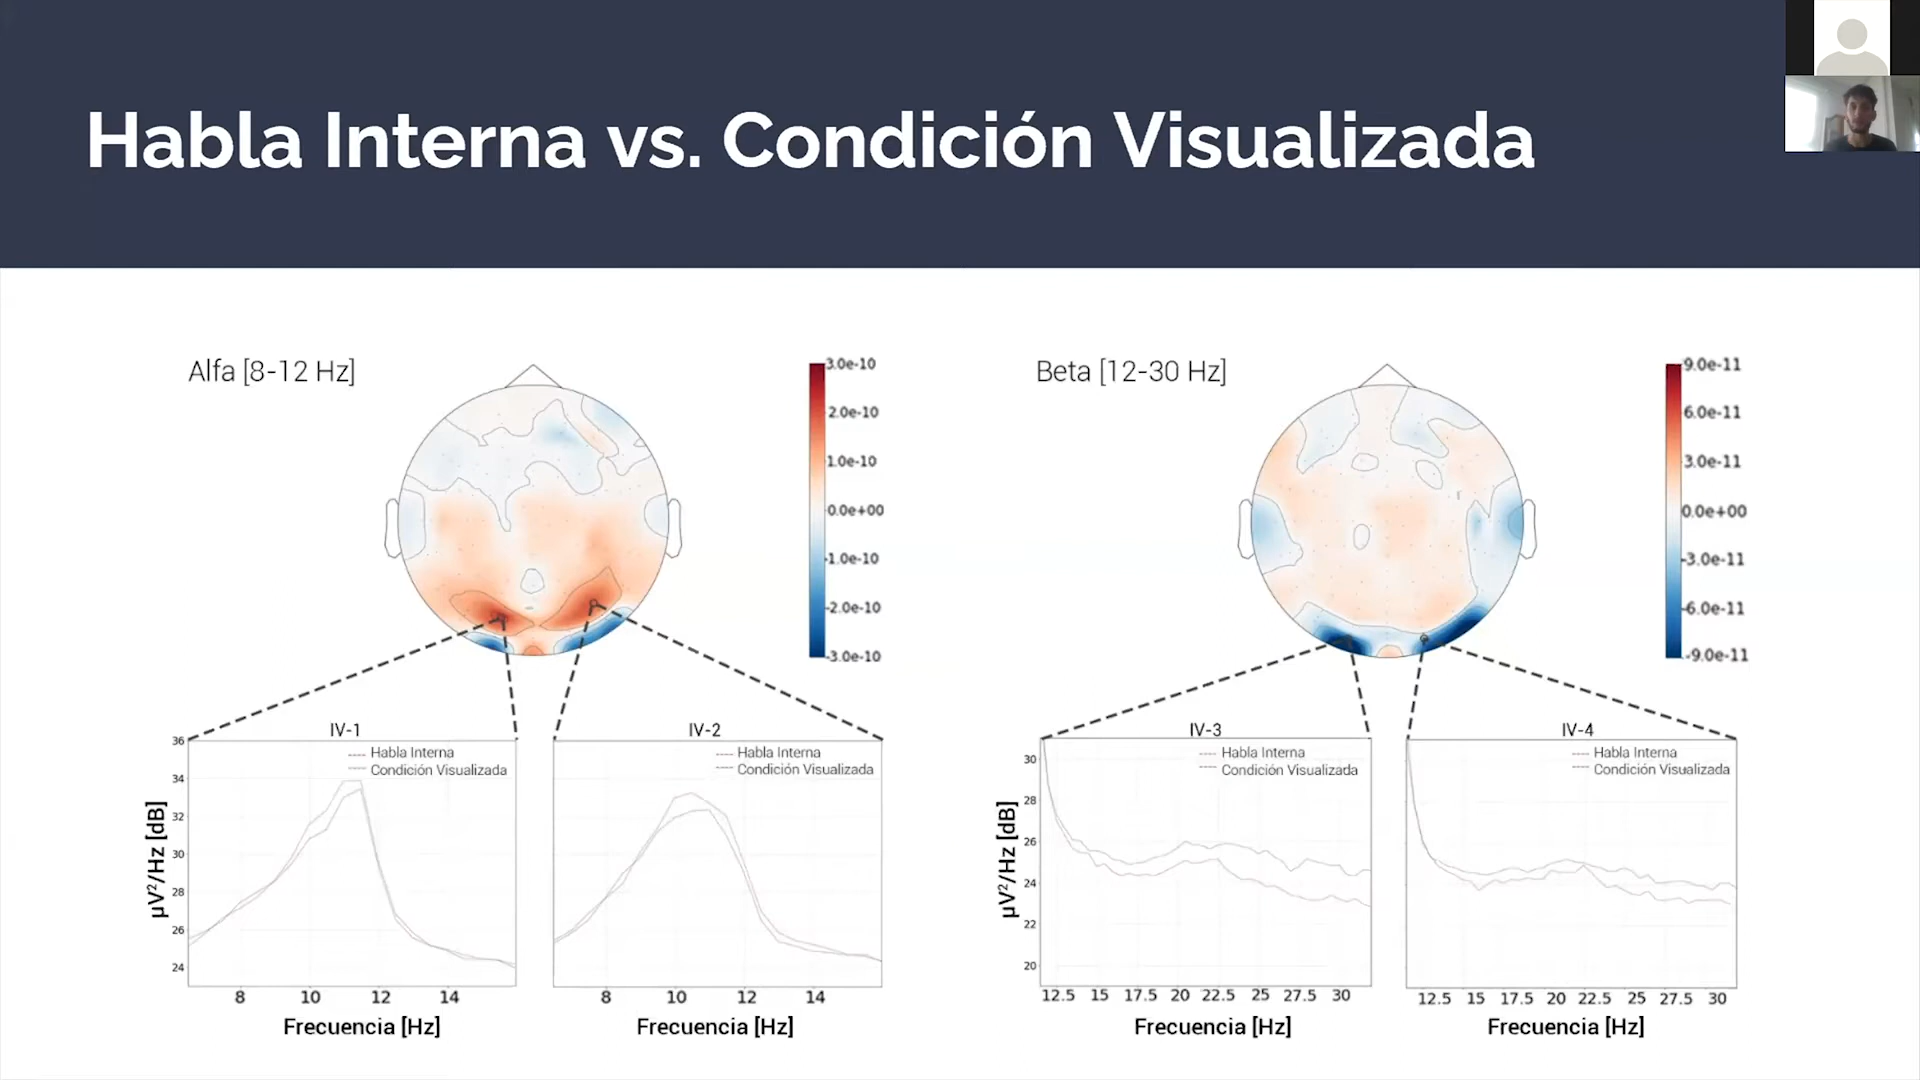 Habla Interna vs. Condición Visualizada
Alfa [8-12 Hz]
3.0e-10
2.0e-10
1.0e-10
0.0e+00
-1.0e-10
-2.0e-10
-3.0e-10
Beta [12-30 Hz]
9.0e-11
6.0e-11
3.0e-11
0.0e+00
-3.0e-11
-6.0e-11
-9.0e-11
IV-1
Habla Interna
Condición Visualizada
µV²/Hz [dB]
36
34
32
30
28
26
24
8 10 12 14
Frecuencia [Hz]
IV-2
Habla Interna
Condición Visualizada
8 10 12 14
Frecuencia [Hz]
IV-3
Habla Interna
Condición Visualizada
µV²/Hz [dB]
30
28
26
24
22
20
12.5 15 17.5 20 22.5 25 27.5 30
Frecuencia [Hz]
IV-4
Habla Interna
Condición Visualizada
12.5 15 17.5 20 22.5 25 27.5 30
Frecuencia [Hz]